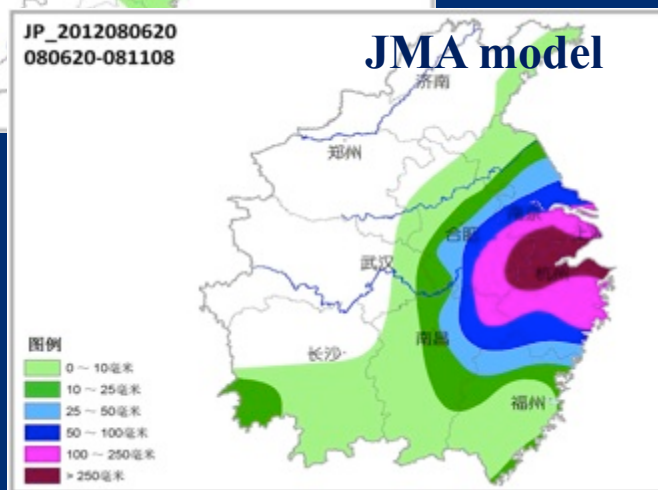 JP_2012080620
080620-081108
JMA model
济南
郑州
南京
合肥
上
武汉
杭州
南昌
长沙
福州
图例
0 ～ 10毫米
10 ～ 25毫米
25 ～ 50毫米
50 ～ 100毫米
100 ～ 250毫米
> 250毫米